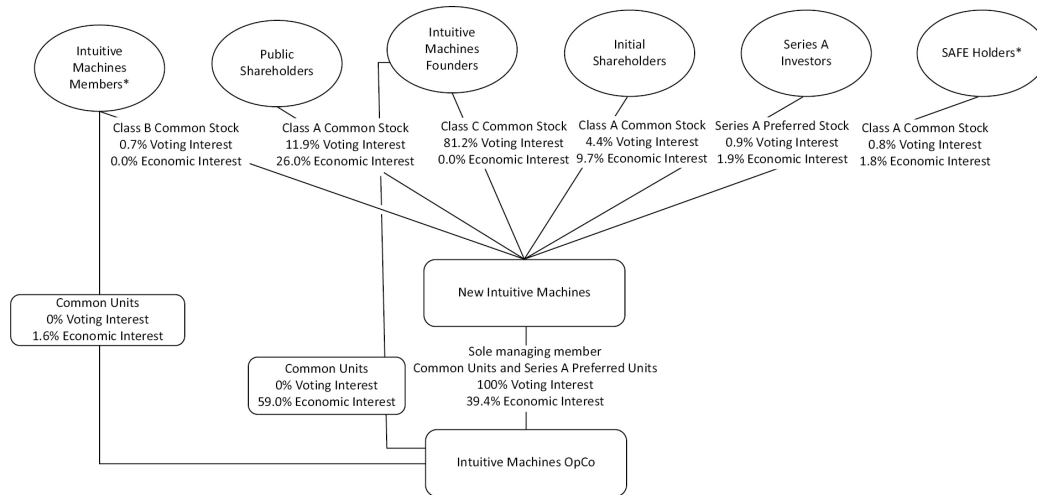 Intuitive
Machines
Members*
Public
Shareholders
Intuitive
Machines
Founders
Initial
Shareholders
Series A
Investors
SAFE Holders*
Class B Common Stock
0.7% Voting Interest
0.0% Economic Interest
Class A Common Stock
11.9% Voting Interest
26.0% Economic Interest
Class C Common Stock
81.2% Voting Interest
0.0% Economic Interest
Class A Common Stock
4.4% Voting Interest
9.7% Economic Interest
Series A Preferred Stock
0.9% Voting Interest
1.9% Economic Interest
Class A Common Stock
0.8% Voting Interest
1.8% Economic Interest
New Intuitive Machines
Common Units
0% Voting Interest
1.6% Economic Interest
Common Units
0% Voting Interest
59.0% Economic Interest
Sole managing member
Common Units and Series A Preferred Units
100% Voting Interest
39.4% Economic Interest
Intuitive Machines OpCo